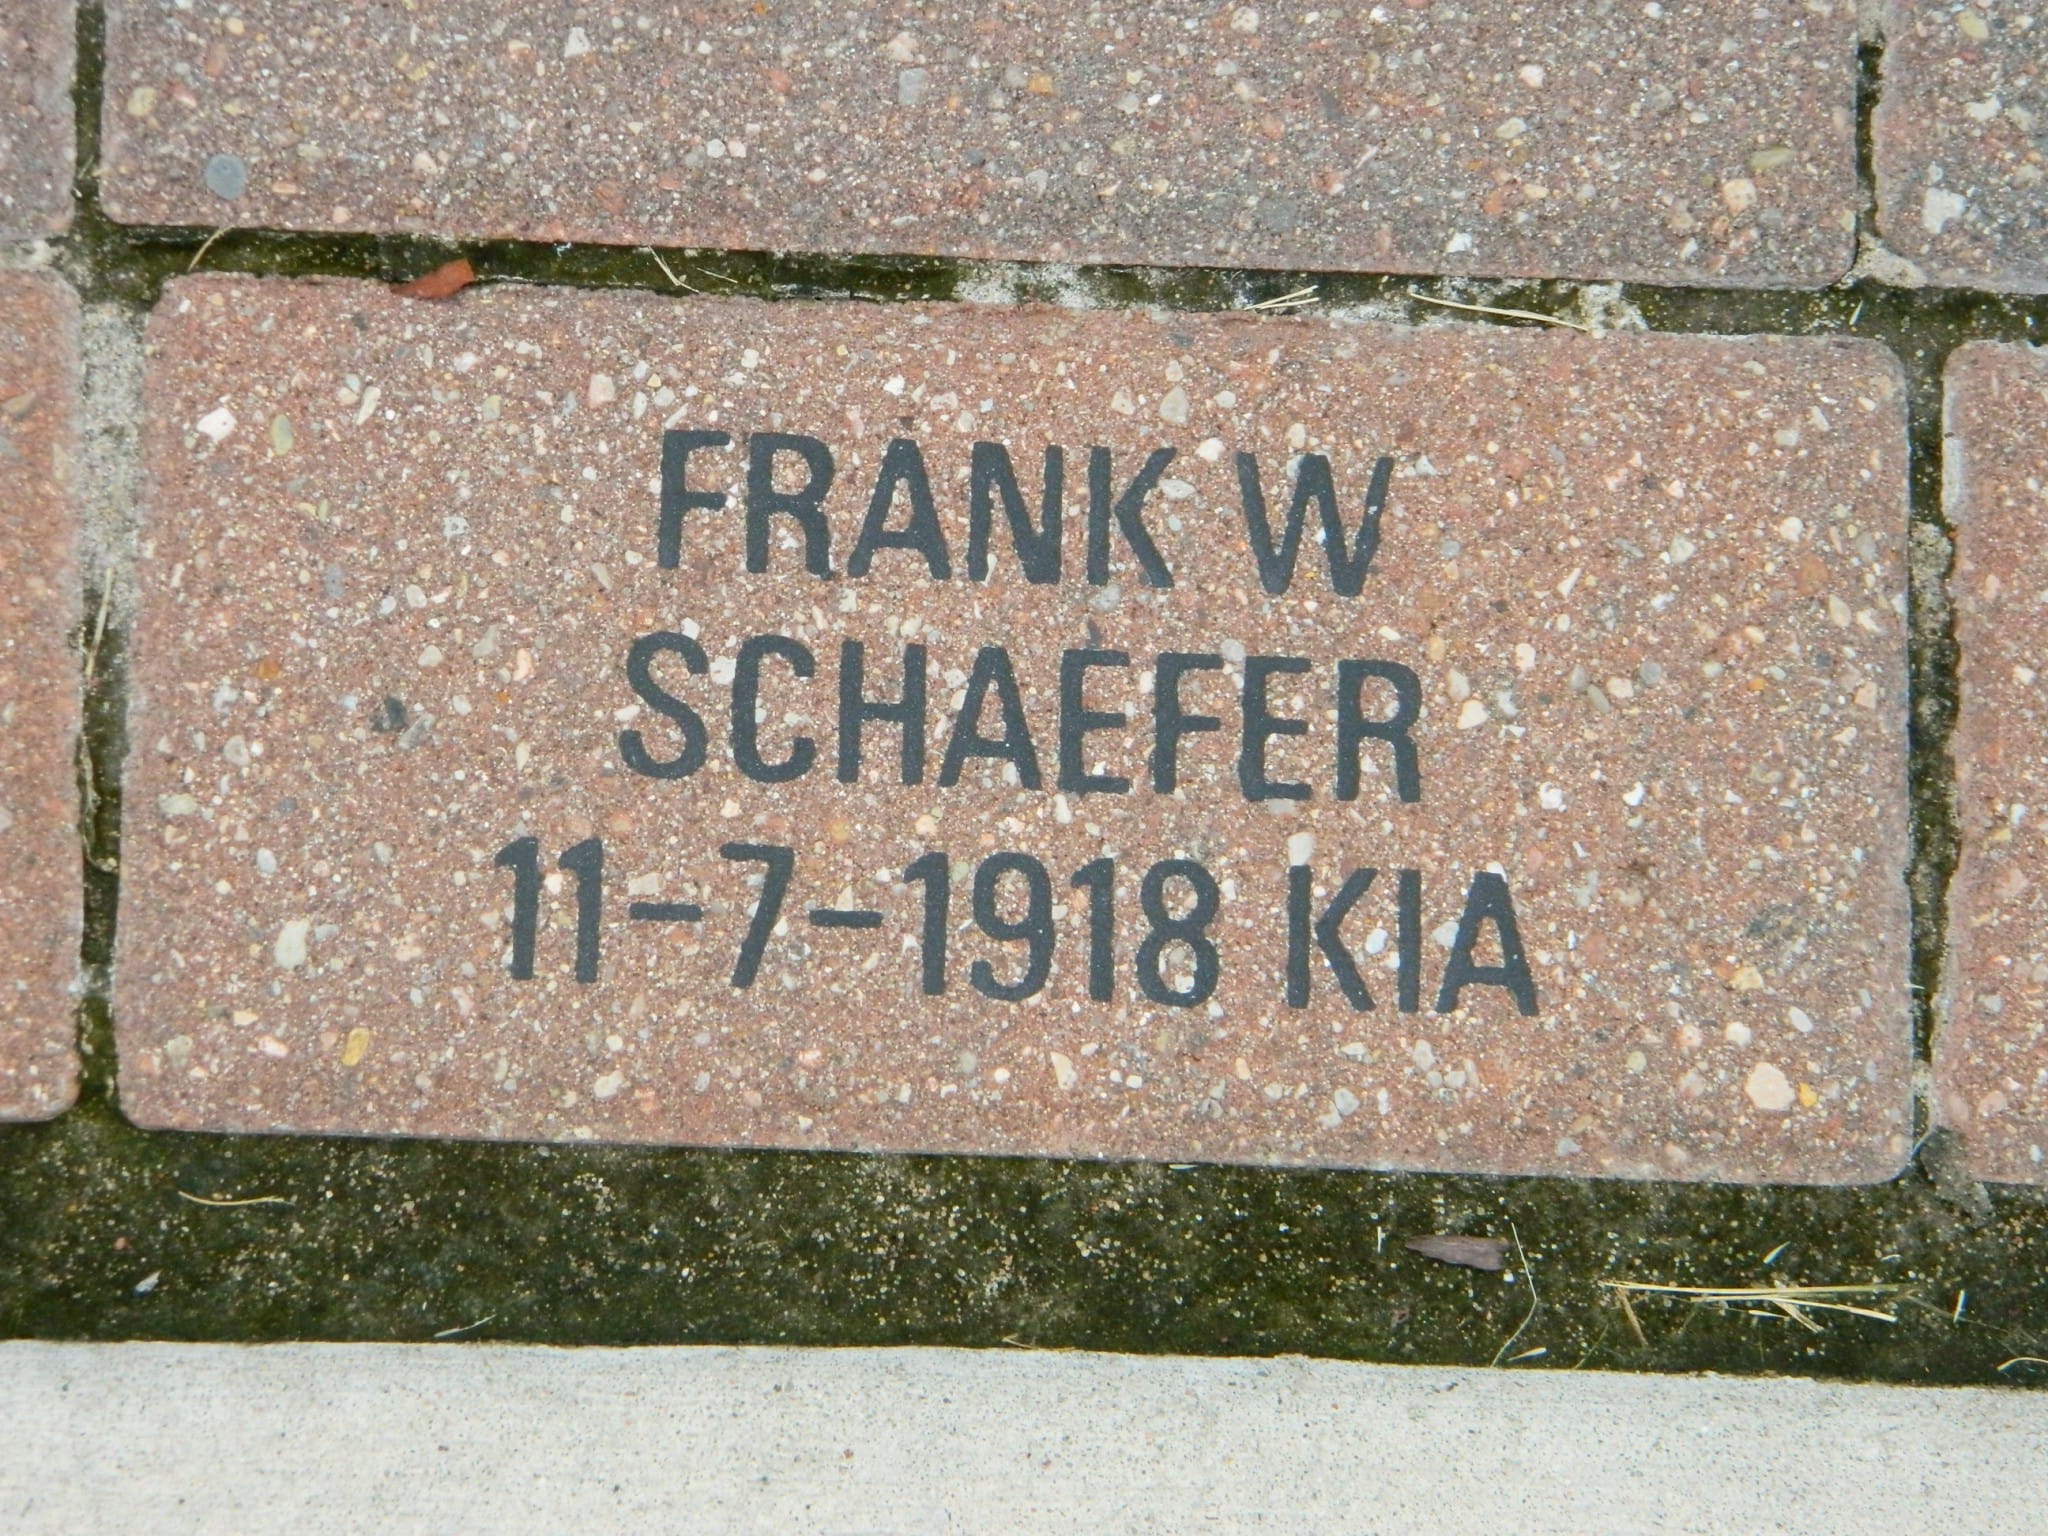 FRANK W
SCHAEFER
11-7-1918 KIA